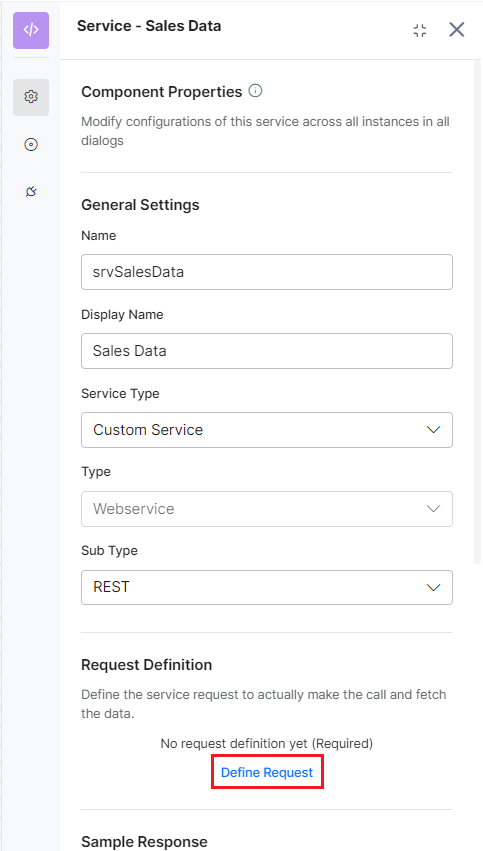 Service - Sales Data
Component Properties
Modify configurations of this service across all instances in all
dialogs
General Settings
Name
srvSalesData
Display Name
Sales Data
Service Type
Custom Service
Type
Webservice
Sub Type
REST
Request Definition
Define the service request to actually make the call and fetch
the data.
No request definition yet (Required)
Define Request
Sample Response